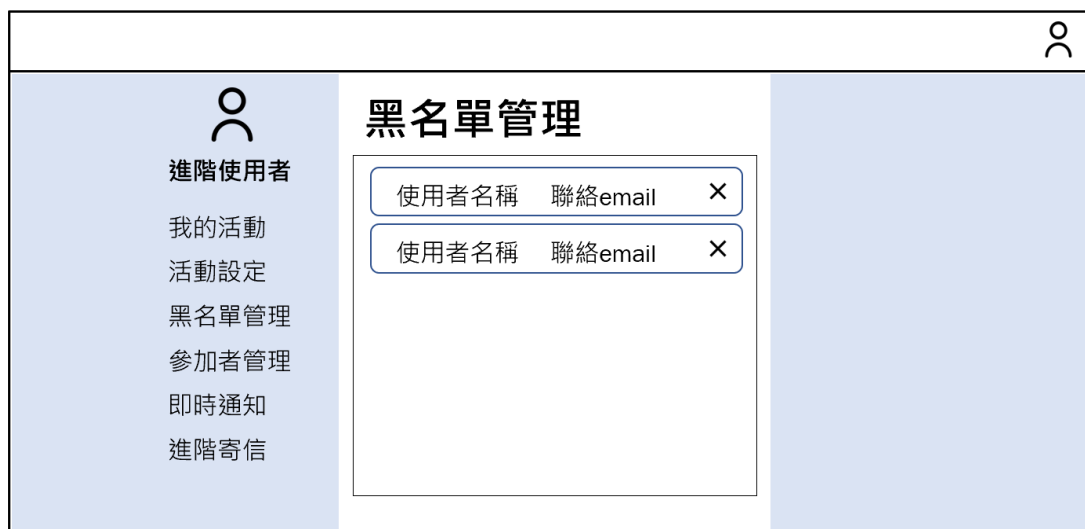 進階使用者
我的活動
活動設定
黑名單管理
參加者管理
即時通知
進階寄信
黑名單管理
使用者名稱 聯絡email ×
使用者名稱 聯絡email ×